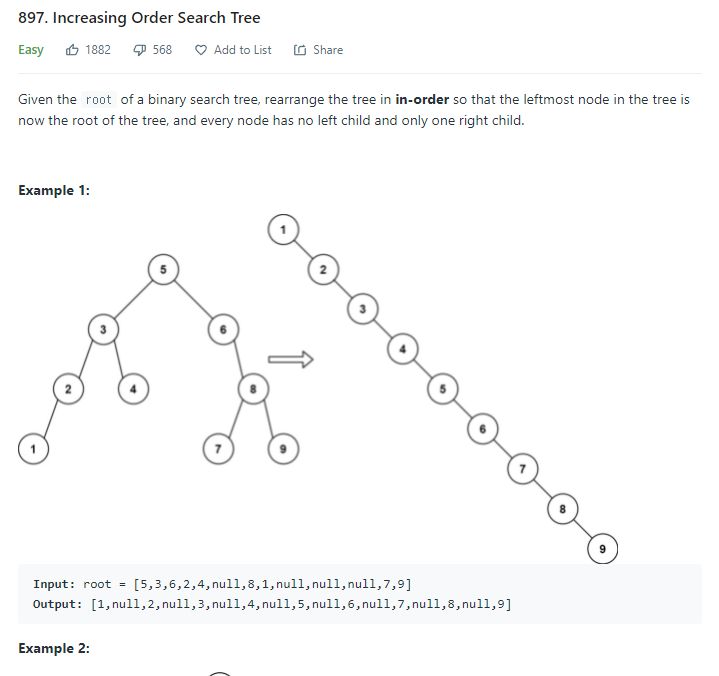 897. Increasing Order Search Tree
Easy 1882 568 Add to List Share
Given the root of a binary search tree, rearrange the tree in in-order so that the leftmost node in the tree is
now the root of the tree, and every node has no left child and only one right child.
Example 1:
1
5 2
3
3 6
4
2 4 8 5
6
1 7 9
7
8
9
Input: root = [5,3,6,2,4,null,8,1,null,null,null,7,9]
Output: [1,null,2,null,3,null,4,null,5,null,6,null,7,null,8,null,9]
Example 2: